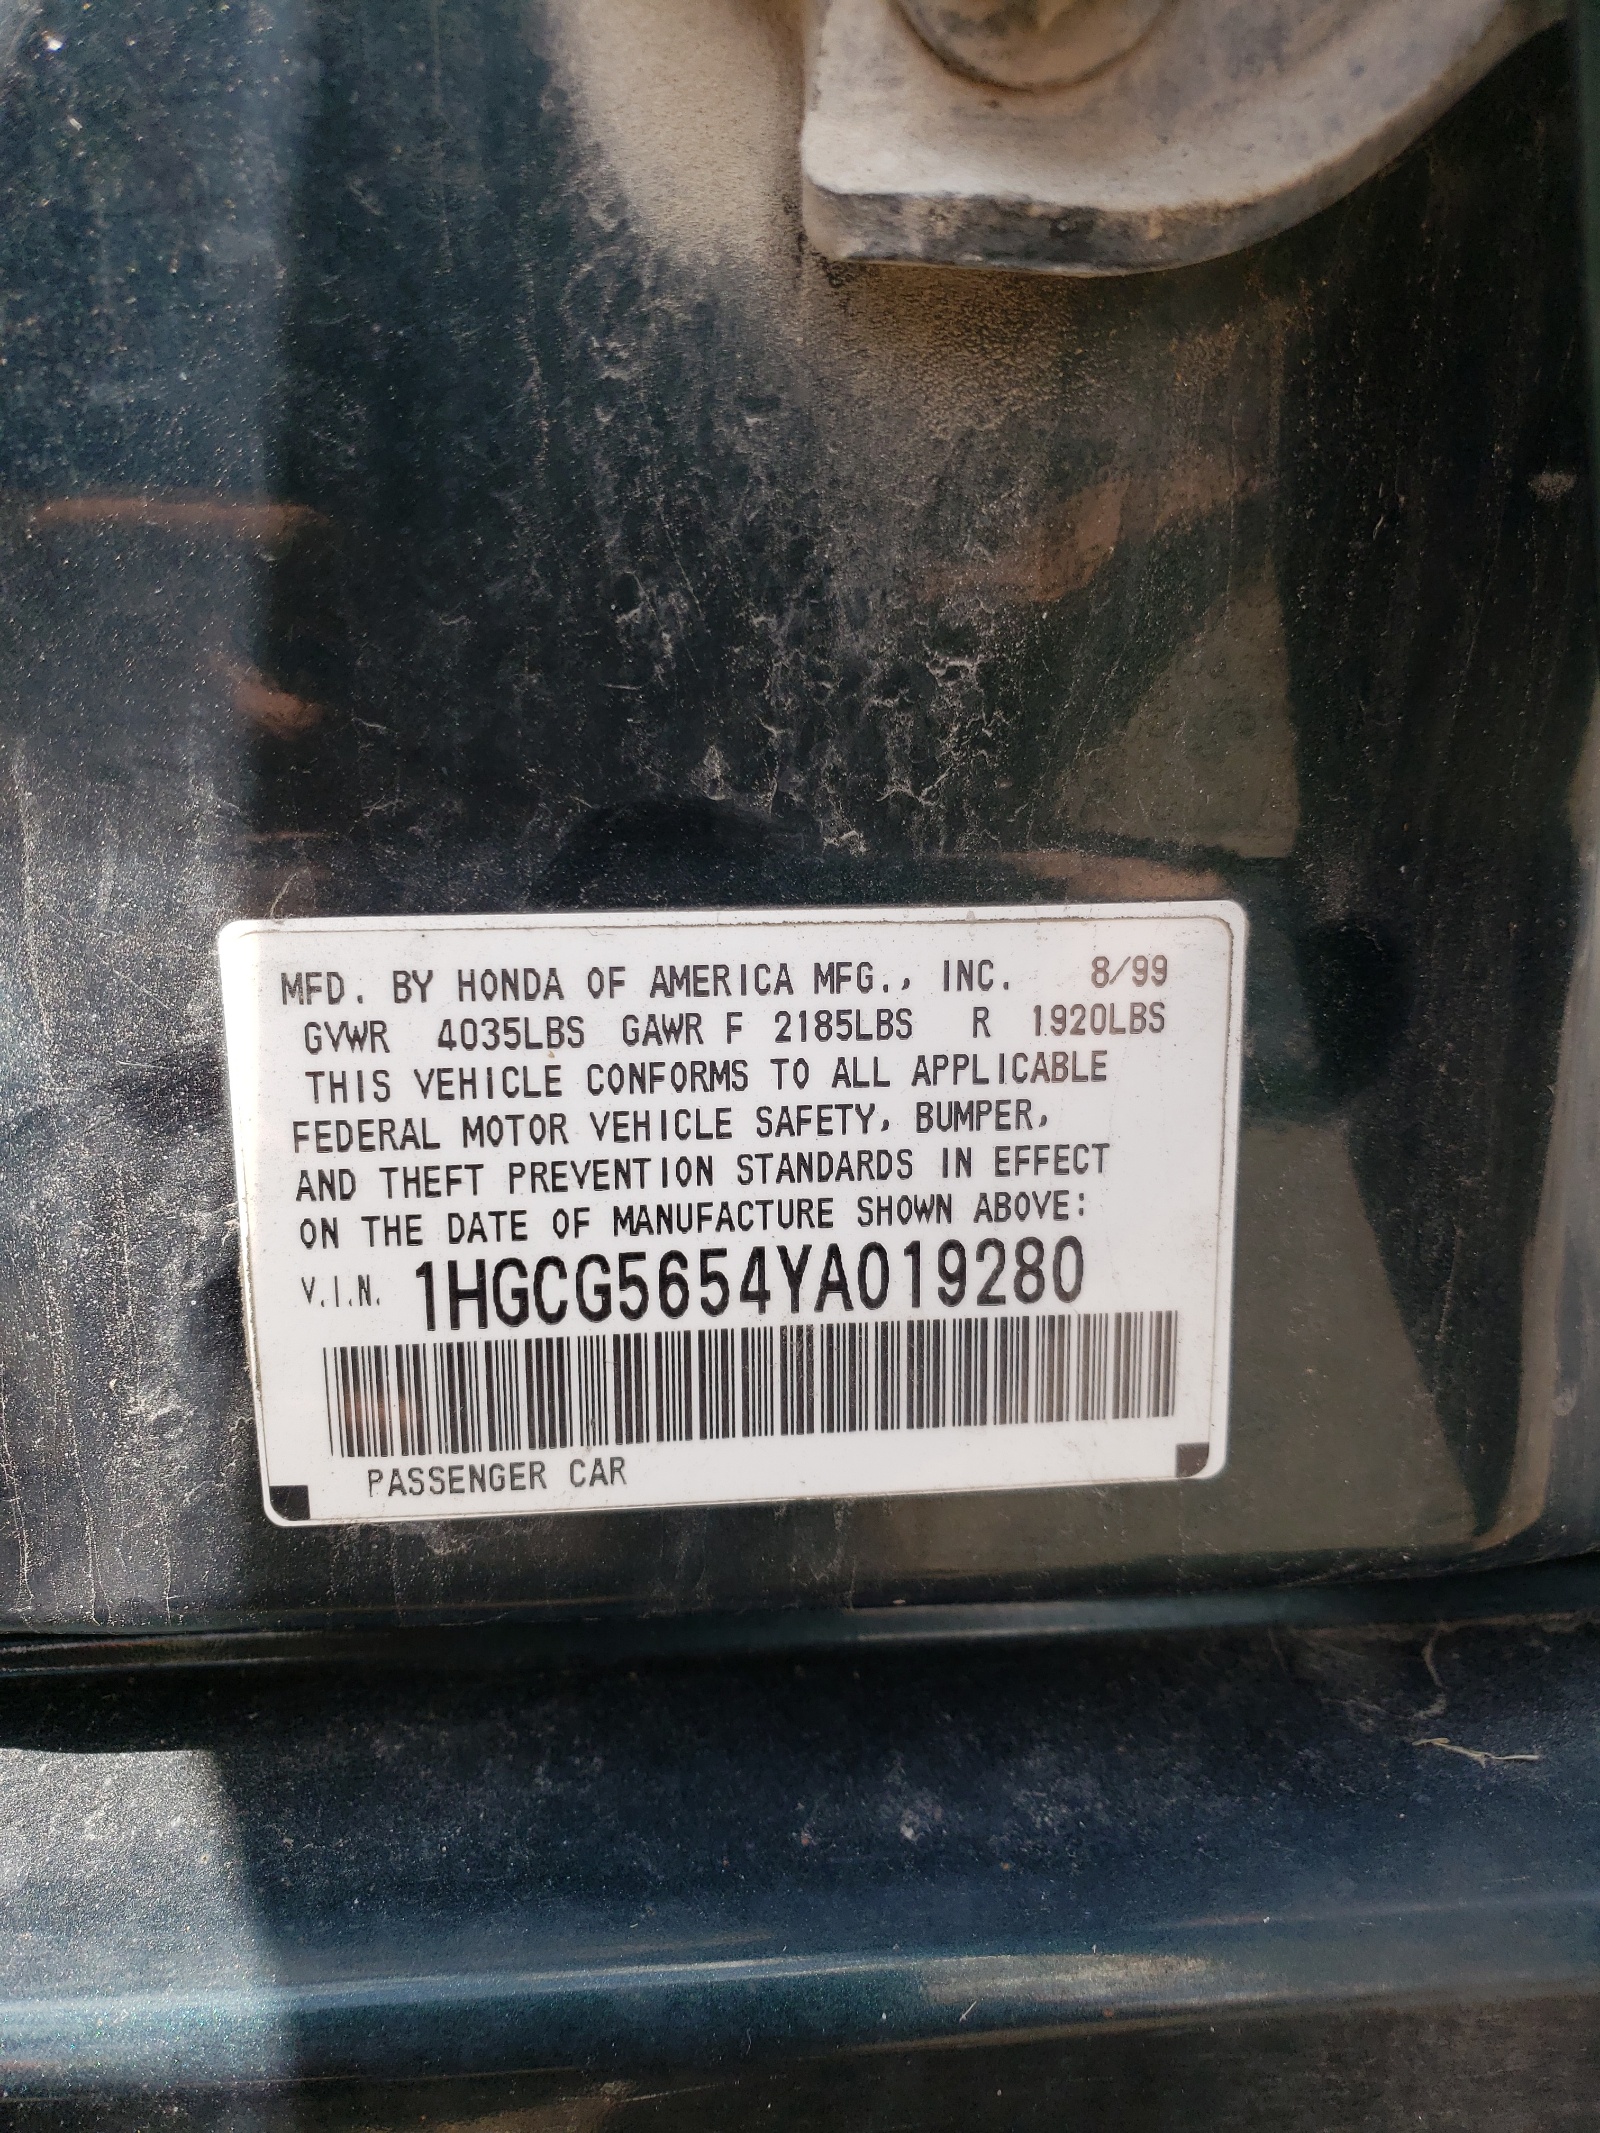 MFD. BY HONDA OF AMERICA MFG., INC. 8/99
GVWR 4035LBS GAWR F 2185LBS R 1920LBS
THIS VEHICLE CONFORMS TO ALL APPLICABLE
FEDERAL MOTOR VEHICLE SAFETY, BUMPER,
AND THEFT PREVENTION STANDARDS IN EFFECT
ON THE DATE OF MANUFACTURE SHOWN ABOVE:
V.I.N. 1HGCG5654YA019280
PASSENGER CAR